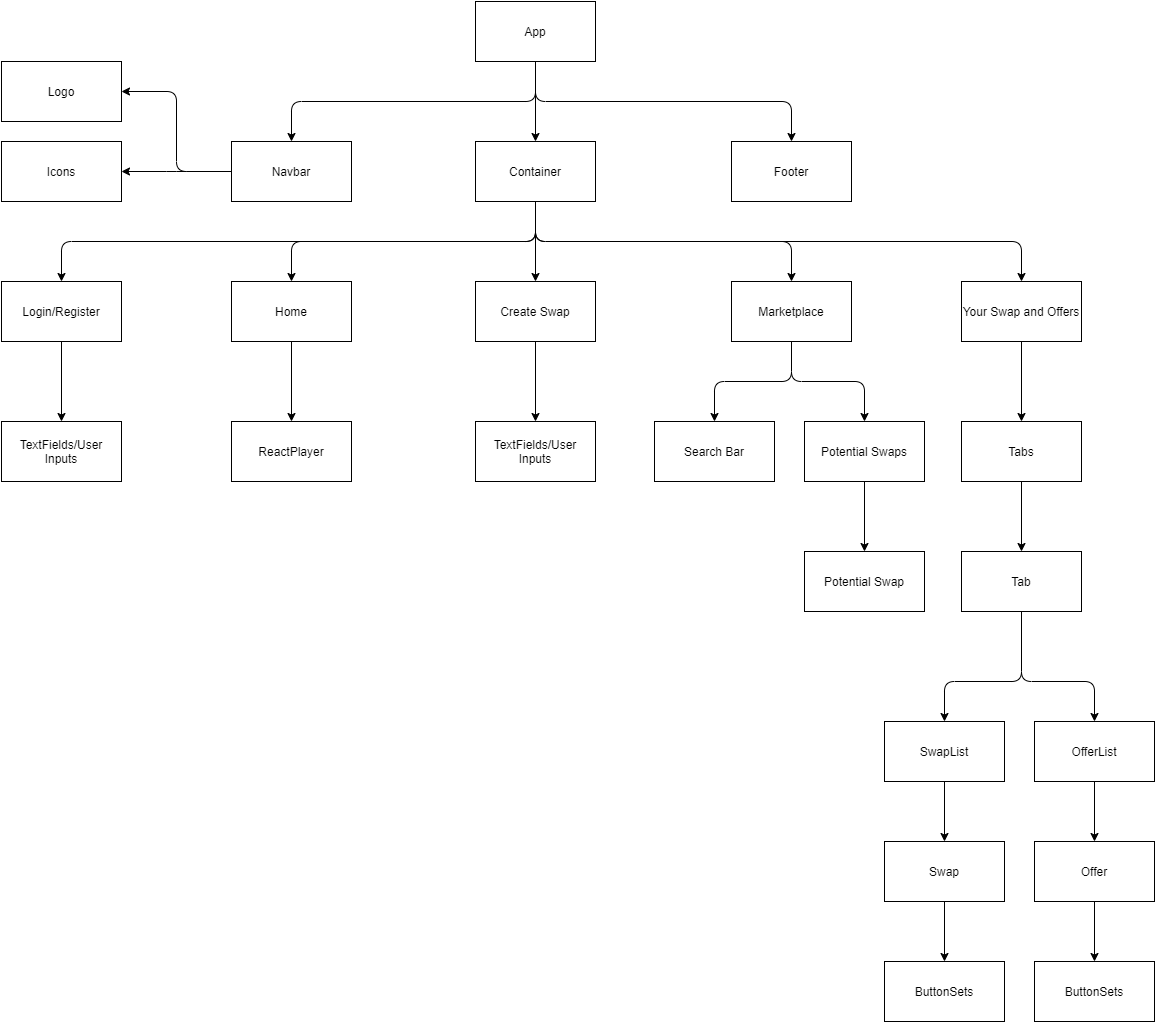 App
Logo
Icons
Navbar
Container
Footer
Login/Register
Home
Create Swap
Marketplace
Your Swap and Offers
TextFields/User
Inputs
ReactPlayer
TextFields/User
Inputs
Search Bar
Potential Swaps
Tabs
Potential Swap
Tab
SwapList
OfferList
Swap
Offer
ButtonSets
ButtonSets